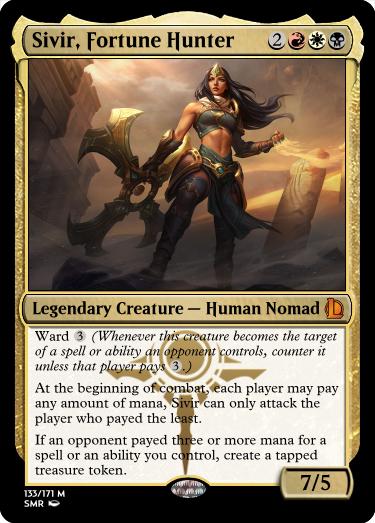 Sivir, Fortune Hunter 2
Legendary Creature — Human Nomad
Ward 3 (Whenever this creature becomes the target
of a spell or ability an opponent controls, counter it
unless that player pays 3.)
At the beginning of combat, each player may pay
any amount of mana, Sivir can only attack the
player who payed the least.
If an opponent payed three or more mana for a
spell or an ability you control, create a tapped
treasure token.
7/5
133/171 M
SMR